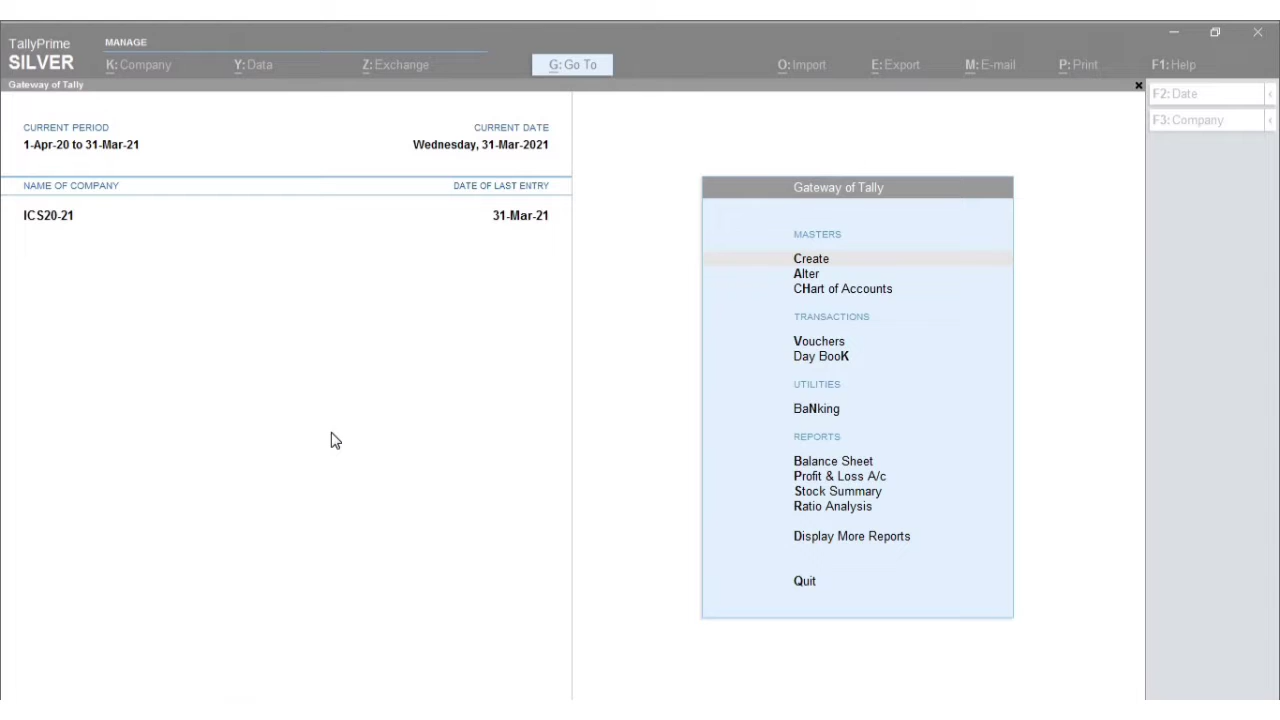 TallyPrime
SILVER
MANAGE
K: Company
Y: Data
Z: Exchange
G: Go To
O: Import
E: Export
M: E-mail
P: Print
F1: Help
Gateway of Tally
F2: Date
F3: Company
CURRENT PERIOD
1-Apr-20 to 31-Mar-21
CURRENT DATE
Wednesday, 31-Mar-2021
NAME OF COMPANY
DATE OF LAST ENTRY
ICS20-21
31-Mar-21
Gateway of Tally
MASTERS
Create
Alter
CHart of Accounts
TRANSACTIONS
Vouchers
Day BooK
UTILITIES
BaNking
REPORTS
Balance Sheet
Profit & Loss A/c
Stock Summary
Ratio Analysis
Display More Reports
Quit